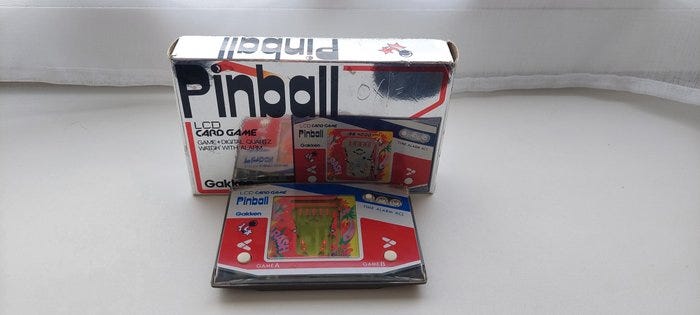 Pinball
Pinball
LCD
CARD GAME
GAME+DIGITAL QUARTZ
WATCH WITH ALARM
Gakken
LCD CARD GAME
Pinball
Gakken
TIME ALARM ACL
LCD CARD GAME
Pinball
Gakken
TIME ALARM ACL
GAME A
GAME B